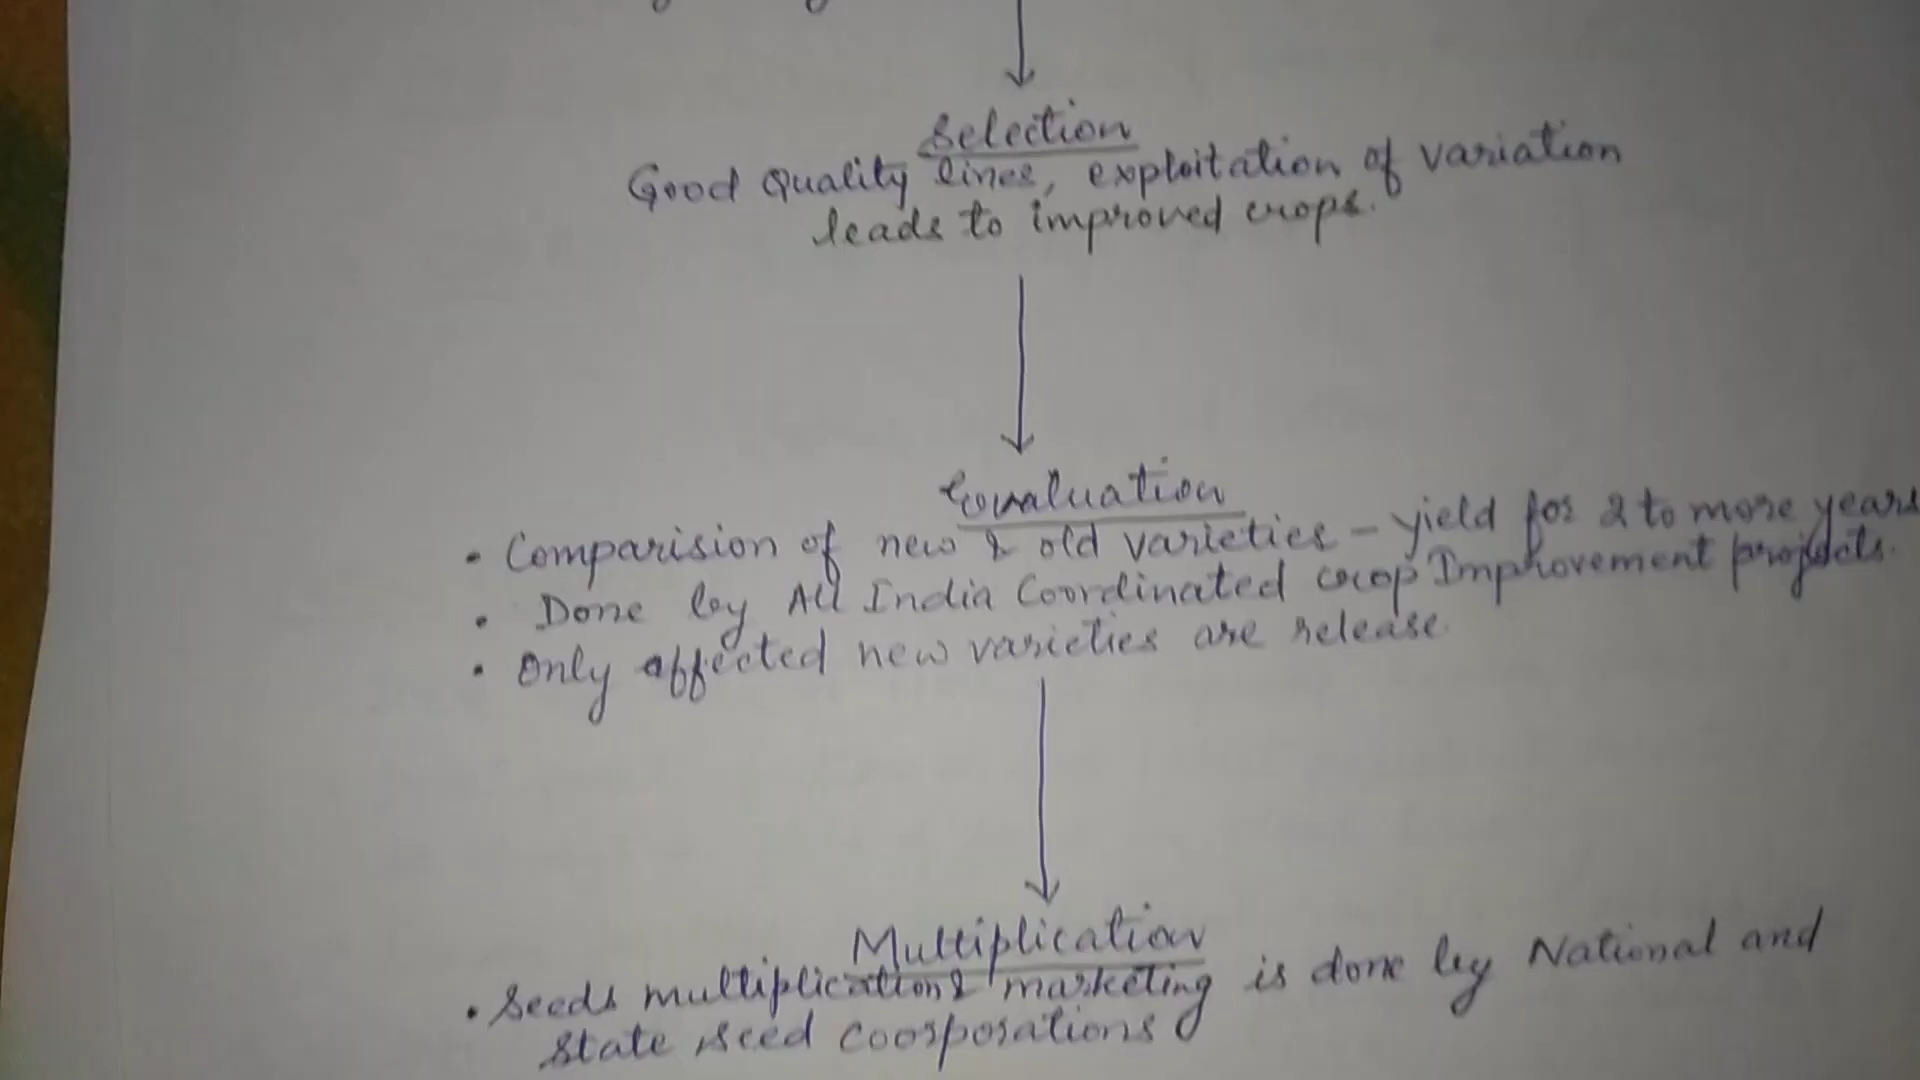 Selection
Good Quality lines, exploitation of variation
leads to improved crops.
Evaluation
• Comparision of new & old varieties - yield for 2 to more years
• Done by All India Coordinated crop Improvement projects.
• Only affected new varieties are release.
Multiplication
• Seeds multiplication & marketing is done by National and
State seed coorporations